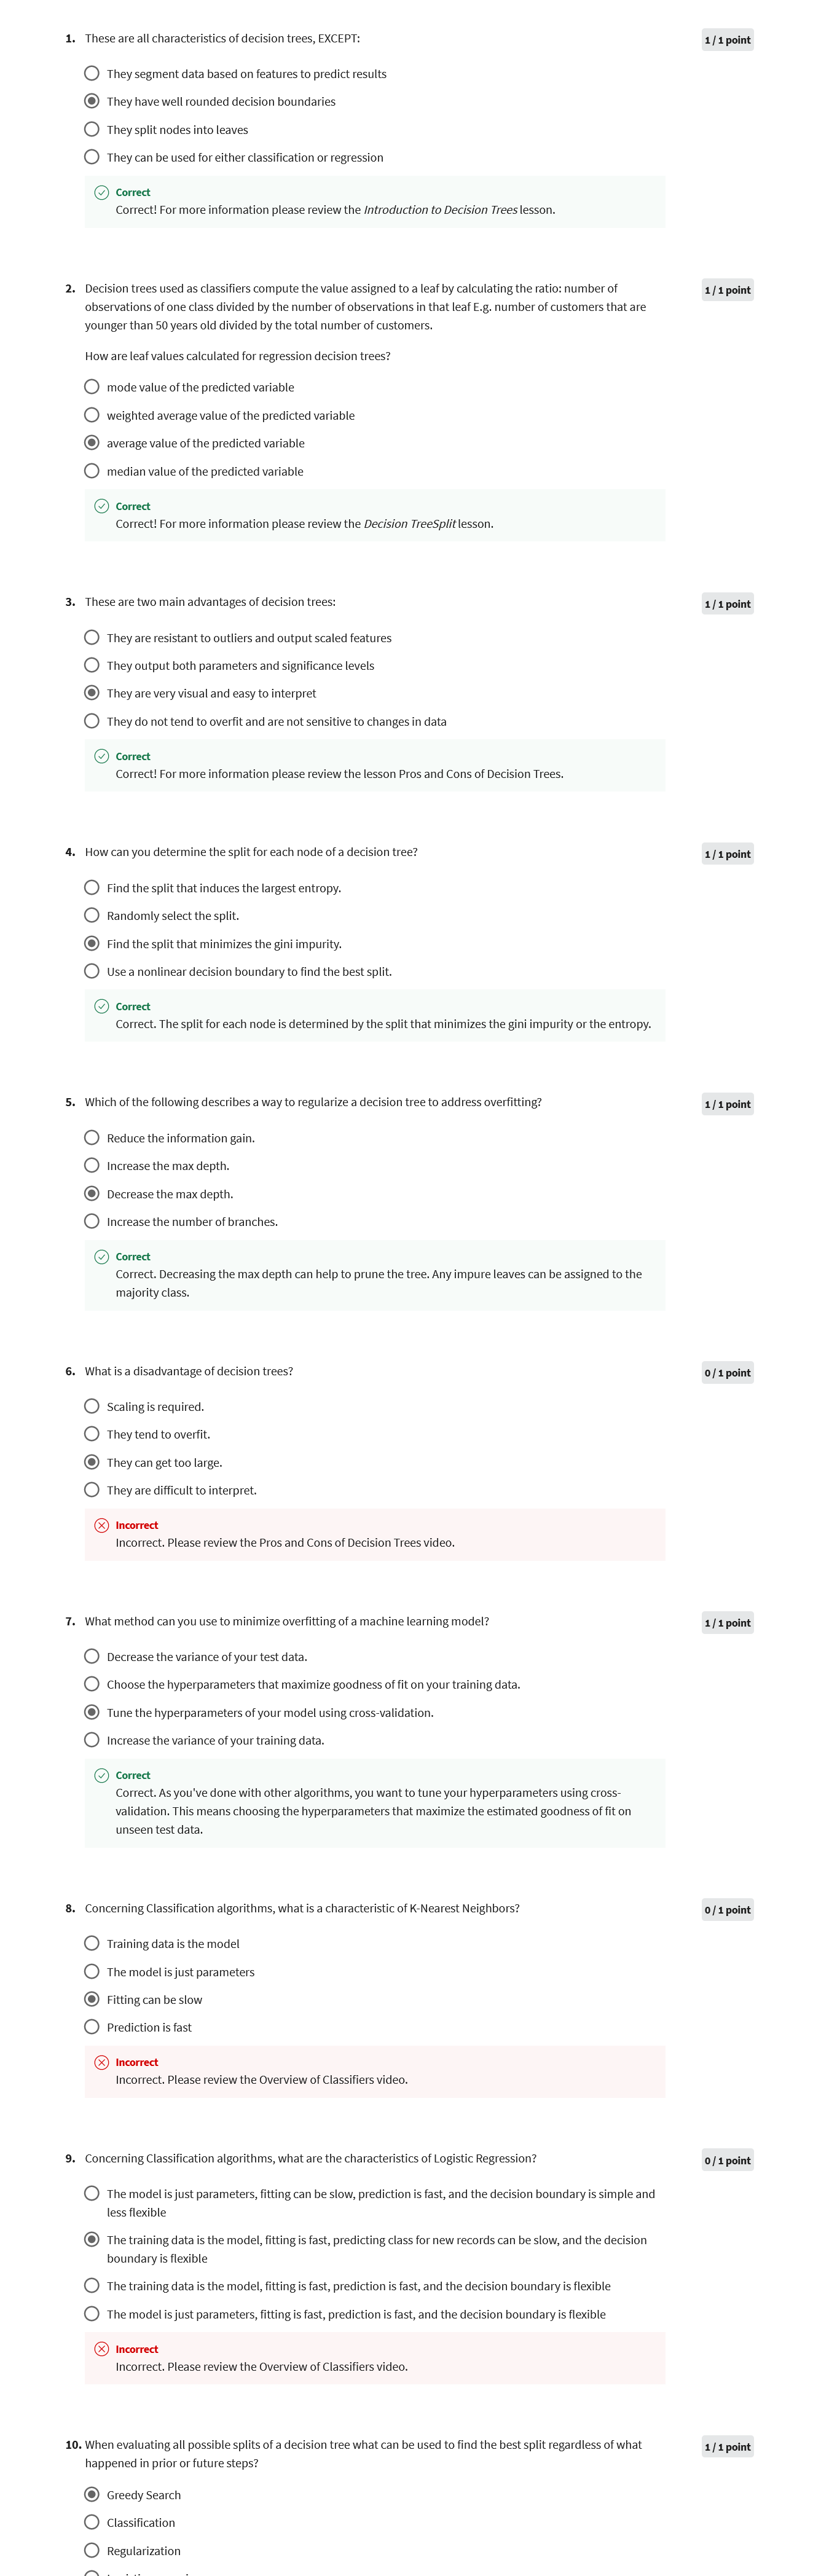 1. These are all characteristics of decision trees, EXCEPT:
1 / 1 point
They segment data based on features to predict results
They have well rounded decision boundaries
They split nodes into leaves
They can be used for either classification or regression
Correct
Correct! For more information please review the Introduction to Decision Trees lesson.
2. Decision trees used as classifiers compute the value assigned to a leaf by calculating the ratio: number of
1 / 1 point
observations of one class divided by the number of observations in that leaf E.g. number of customers that are
younger than 50 years old divided by the total number of customers.
How are leaf values calculated for regression decision trees?
mode value of the predicted variable
weighted average value of the predicted variable
average value of the predicted variable
median value of the predicted variable
Correct
Correct! For more information please review the Decision TreeSplit lesson.
3. These are two main advantages of decision trees:
1 / 1 point
They are resistant to outliers and output scaled features
They output both parameters and significance levels
They are very visual and easy to interpret
They do not tend to overfit and are not sensitive to changes in data
Correct
Correct! For more information please review the lesson Pros and Cons of Decision Trees.
4. How can you determine the split for each node of a decision tree?
1 / 1 point
Find the split that induces the largest entropy.
Randomly select the split.
Find the split that minimizes the gini impurity.
Use a nonlinear decision boundary to find the best split.
Correct
Correct. The split for each node is determined by the split that minimizes the gini impurity or the entropy.
5. Which of the following describes a way to regularize a decision tree to address overfitting?
1 / 1 point
Reduce the information gain.
Increase the max depth.
Decrease the max depth.
Increase the number of branches.
Correct
Correct. Decreasing the max depth can help to prune the tree. Any impure leaves can be assigned to the
majority class.
6. What is a disadvantage of decision trees?
0 / 1 point
Scaling is required.
They tend to overfit.
They can get too large.
They are difficult to interpret.
Incorrect
Incorrect. Please review the Pros and Cons of Decision Trees video.
7. What method can you use to minimize overfitting of a machine learning model?
1 / 1 point
Decrease the variance of your test data.
Choose the hyperparameters that maximize goodness of fit on your training data.
Tune the hyperparameters of your model using cross-validation.
Increase the variance of your training data.
Correct
Correct. As you've done with other algorithms, you want to tune your hyperparameters using cross-
validation. This means choosing the hyperparameters that maximize the estimated goodness of fit on
unseen test data.
8. Concerning Classification algorithms, what is a characteristic of K-Nearest Neighbors?
0 / 1 point
Training data is the model
The model is just parameters
Fitting can be slow
Prediction is fast
Incorrect
Incorrect. Please review the Overview of Classifiers video.
9. Concerning Classification algorithms, what are the characteristics of Logistic Regression?
0 / 1 point
The model is just parameters, fitting can be slow, prediction is fast, and the decision boundary is simple and
less flexible
The training data is the model, fitting is fast, predicting class for new records can be slow, and the decision
boundary is flexible
The training data is the model, fitting is fast, prediction is fast, and the decision boundary is flexible
The model is just parameters, fitting is fast, prediction is fast, and the decision boundary is flexible
Incorrect
Incorrect. Please review the Overview of Classifiers video.
10. When evaluating all possible splits of a decision tree what can be used to find the best split regardless of what
1 / 1 point
happened in prior or future steps?
Greedy Search
Classification
Regularization